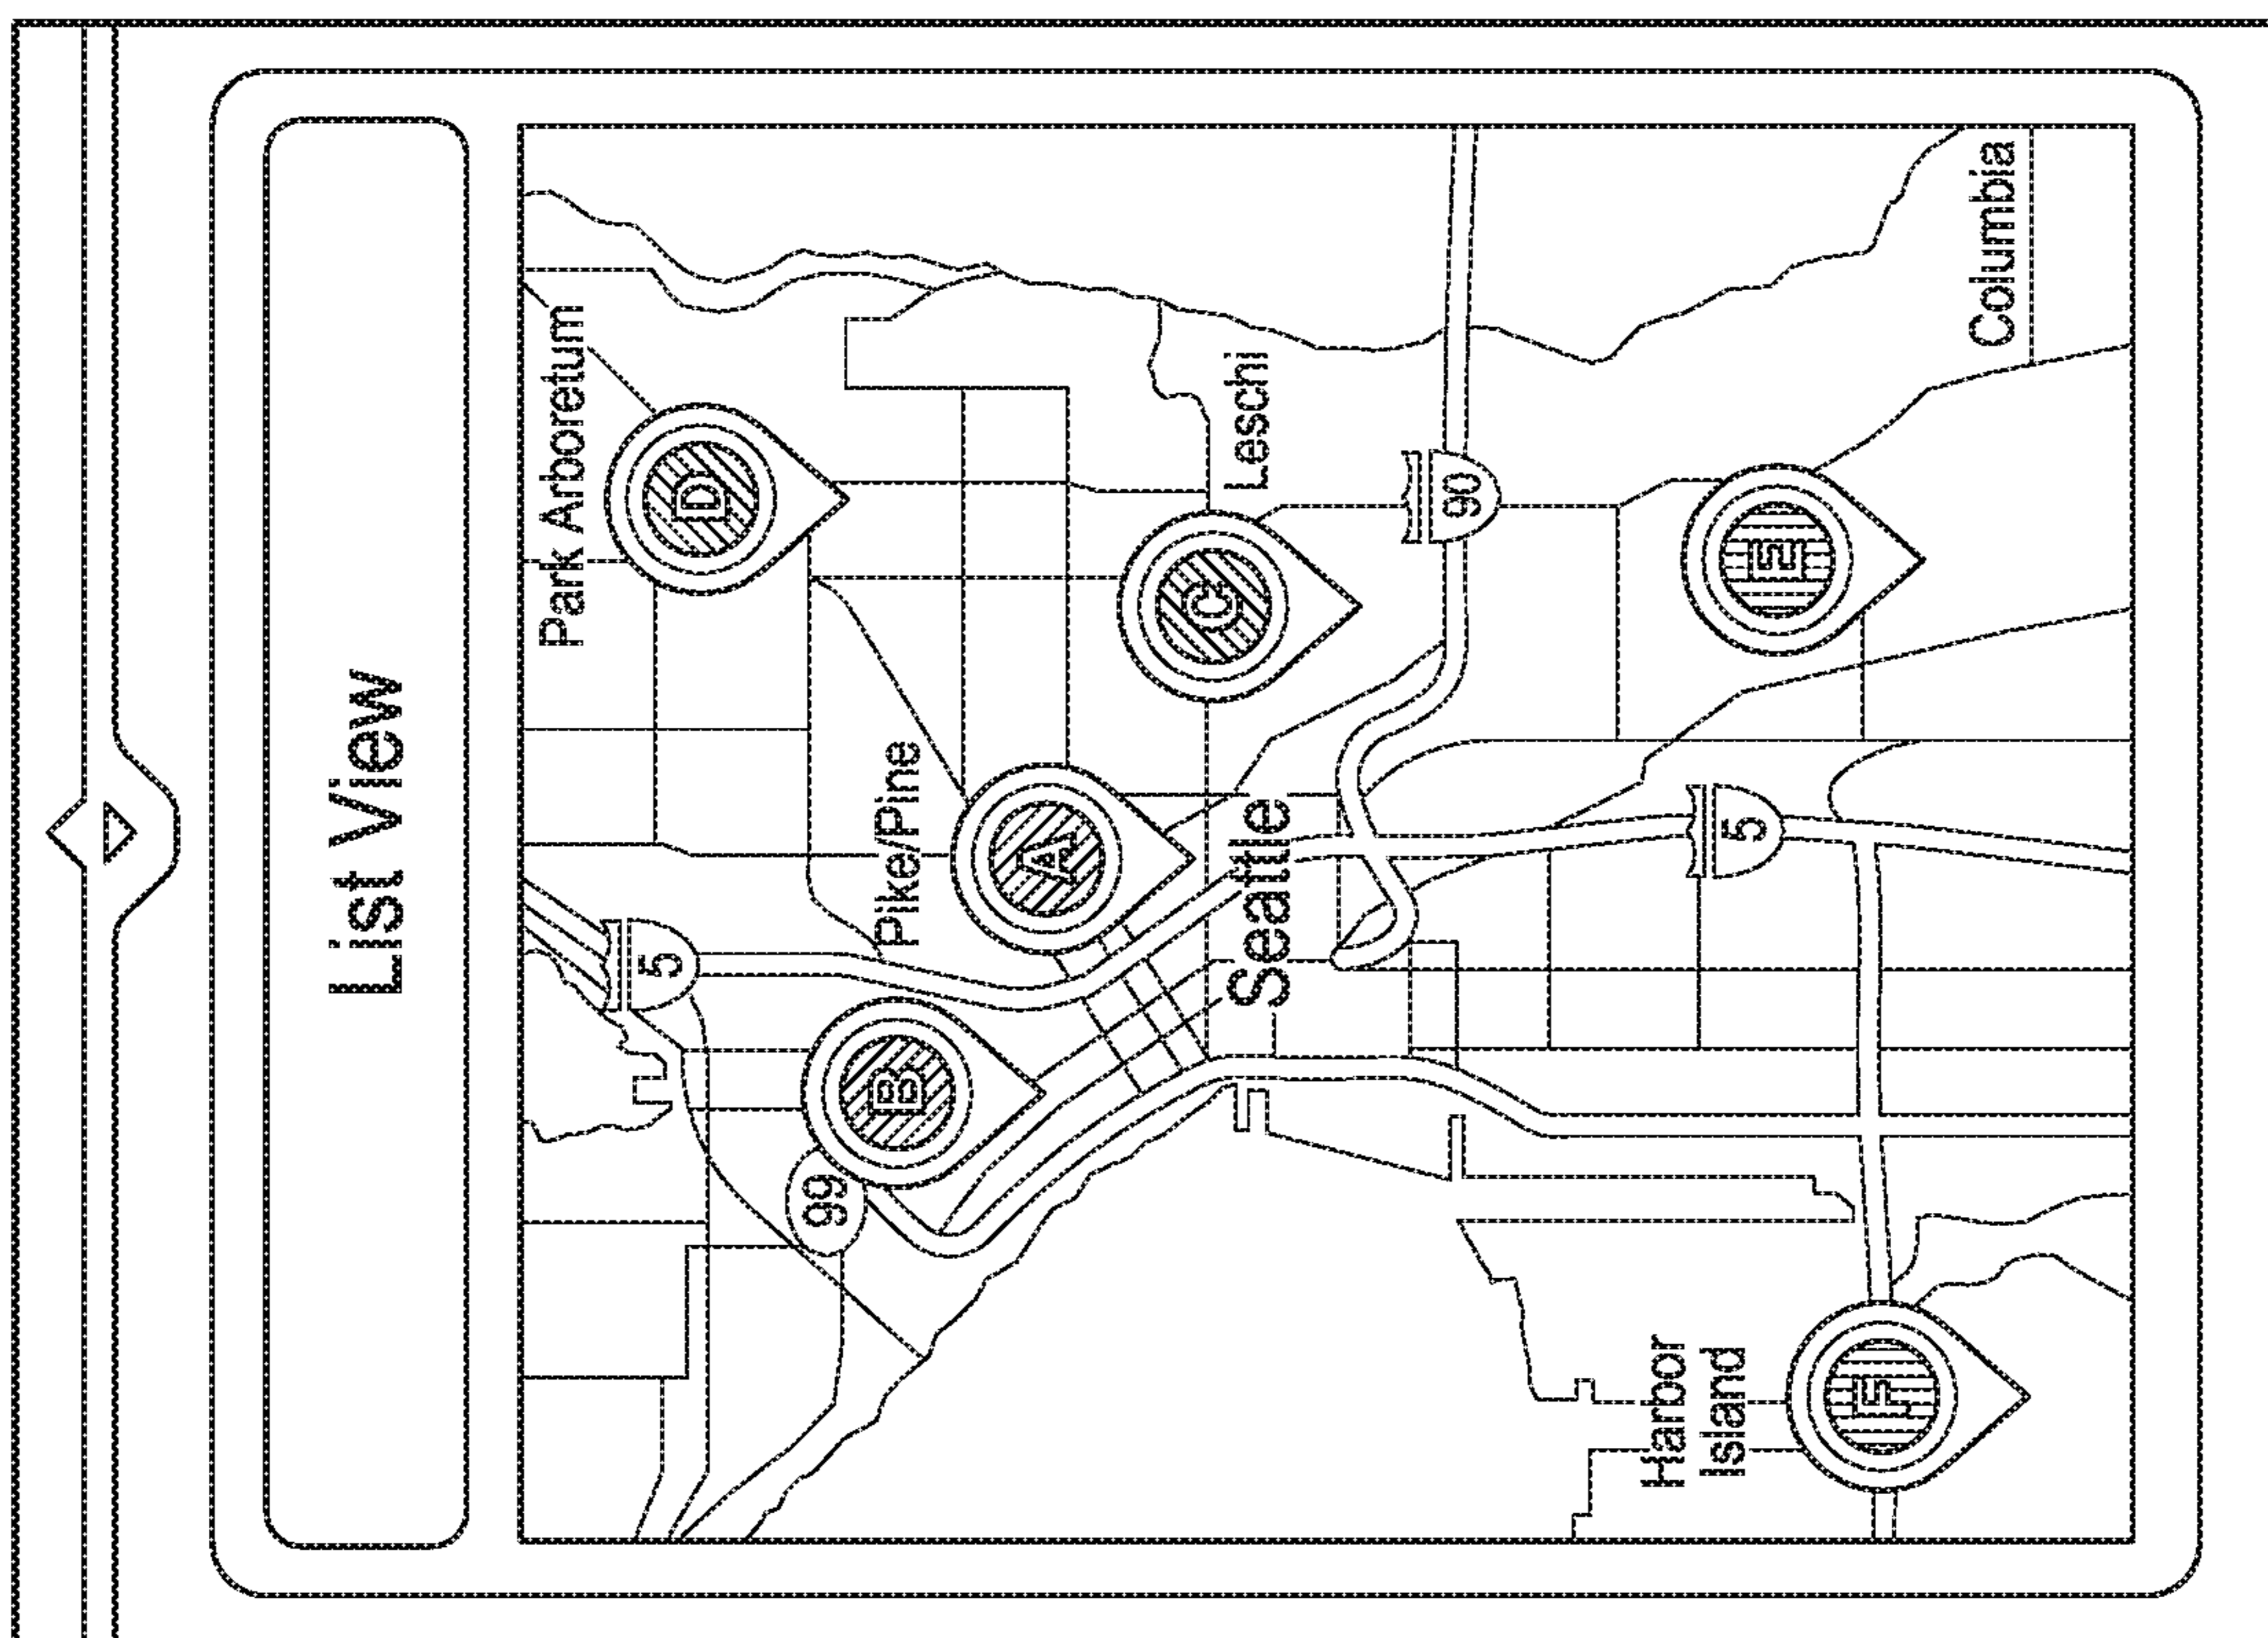 List View
Park Arboretum
5
D
99
B
Pike/Pine
A
C
Leschi
Seattle
90
5
E
Harbor
Island
F
Columbia